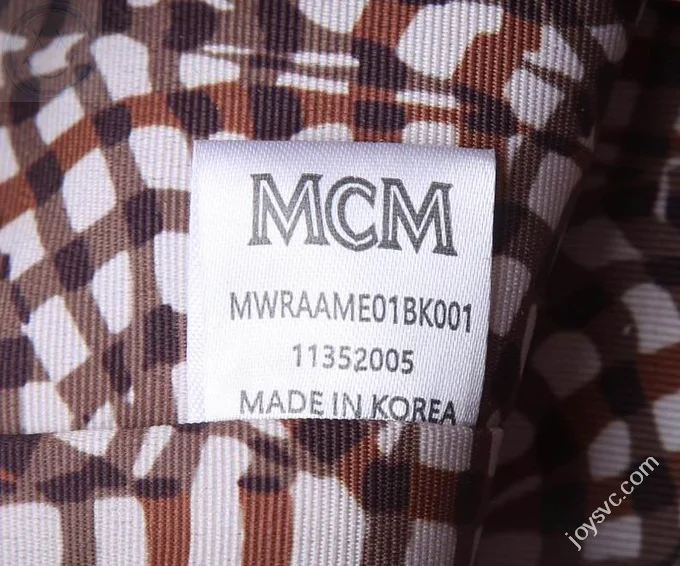 MCM
MWRAAME01BK001
11352005
MADE IN KOREA
joysvc.com